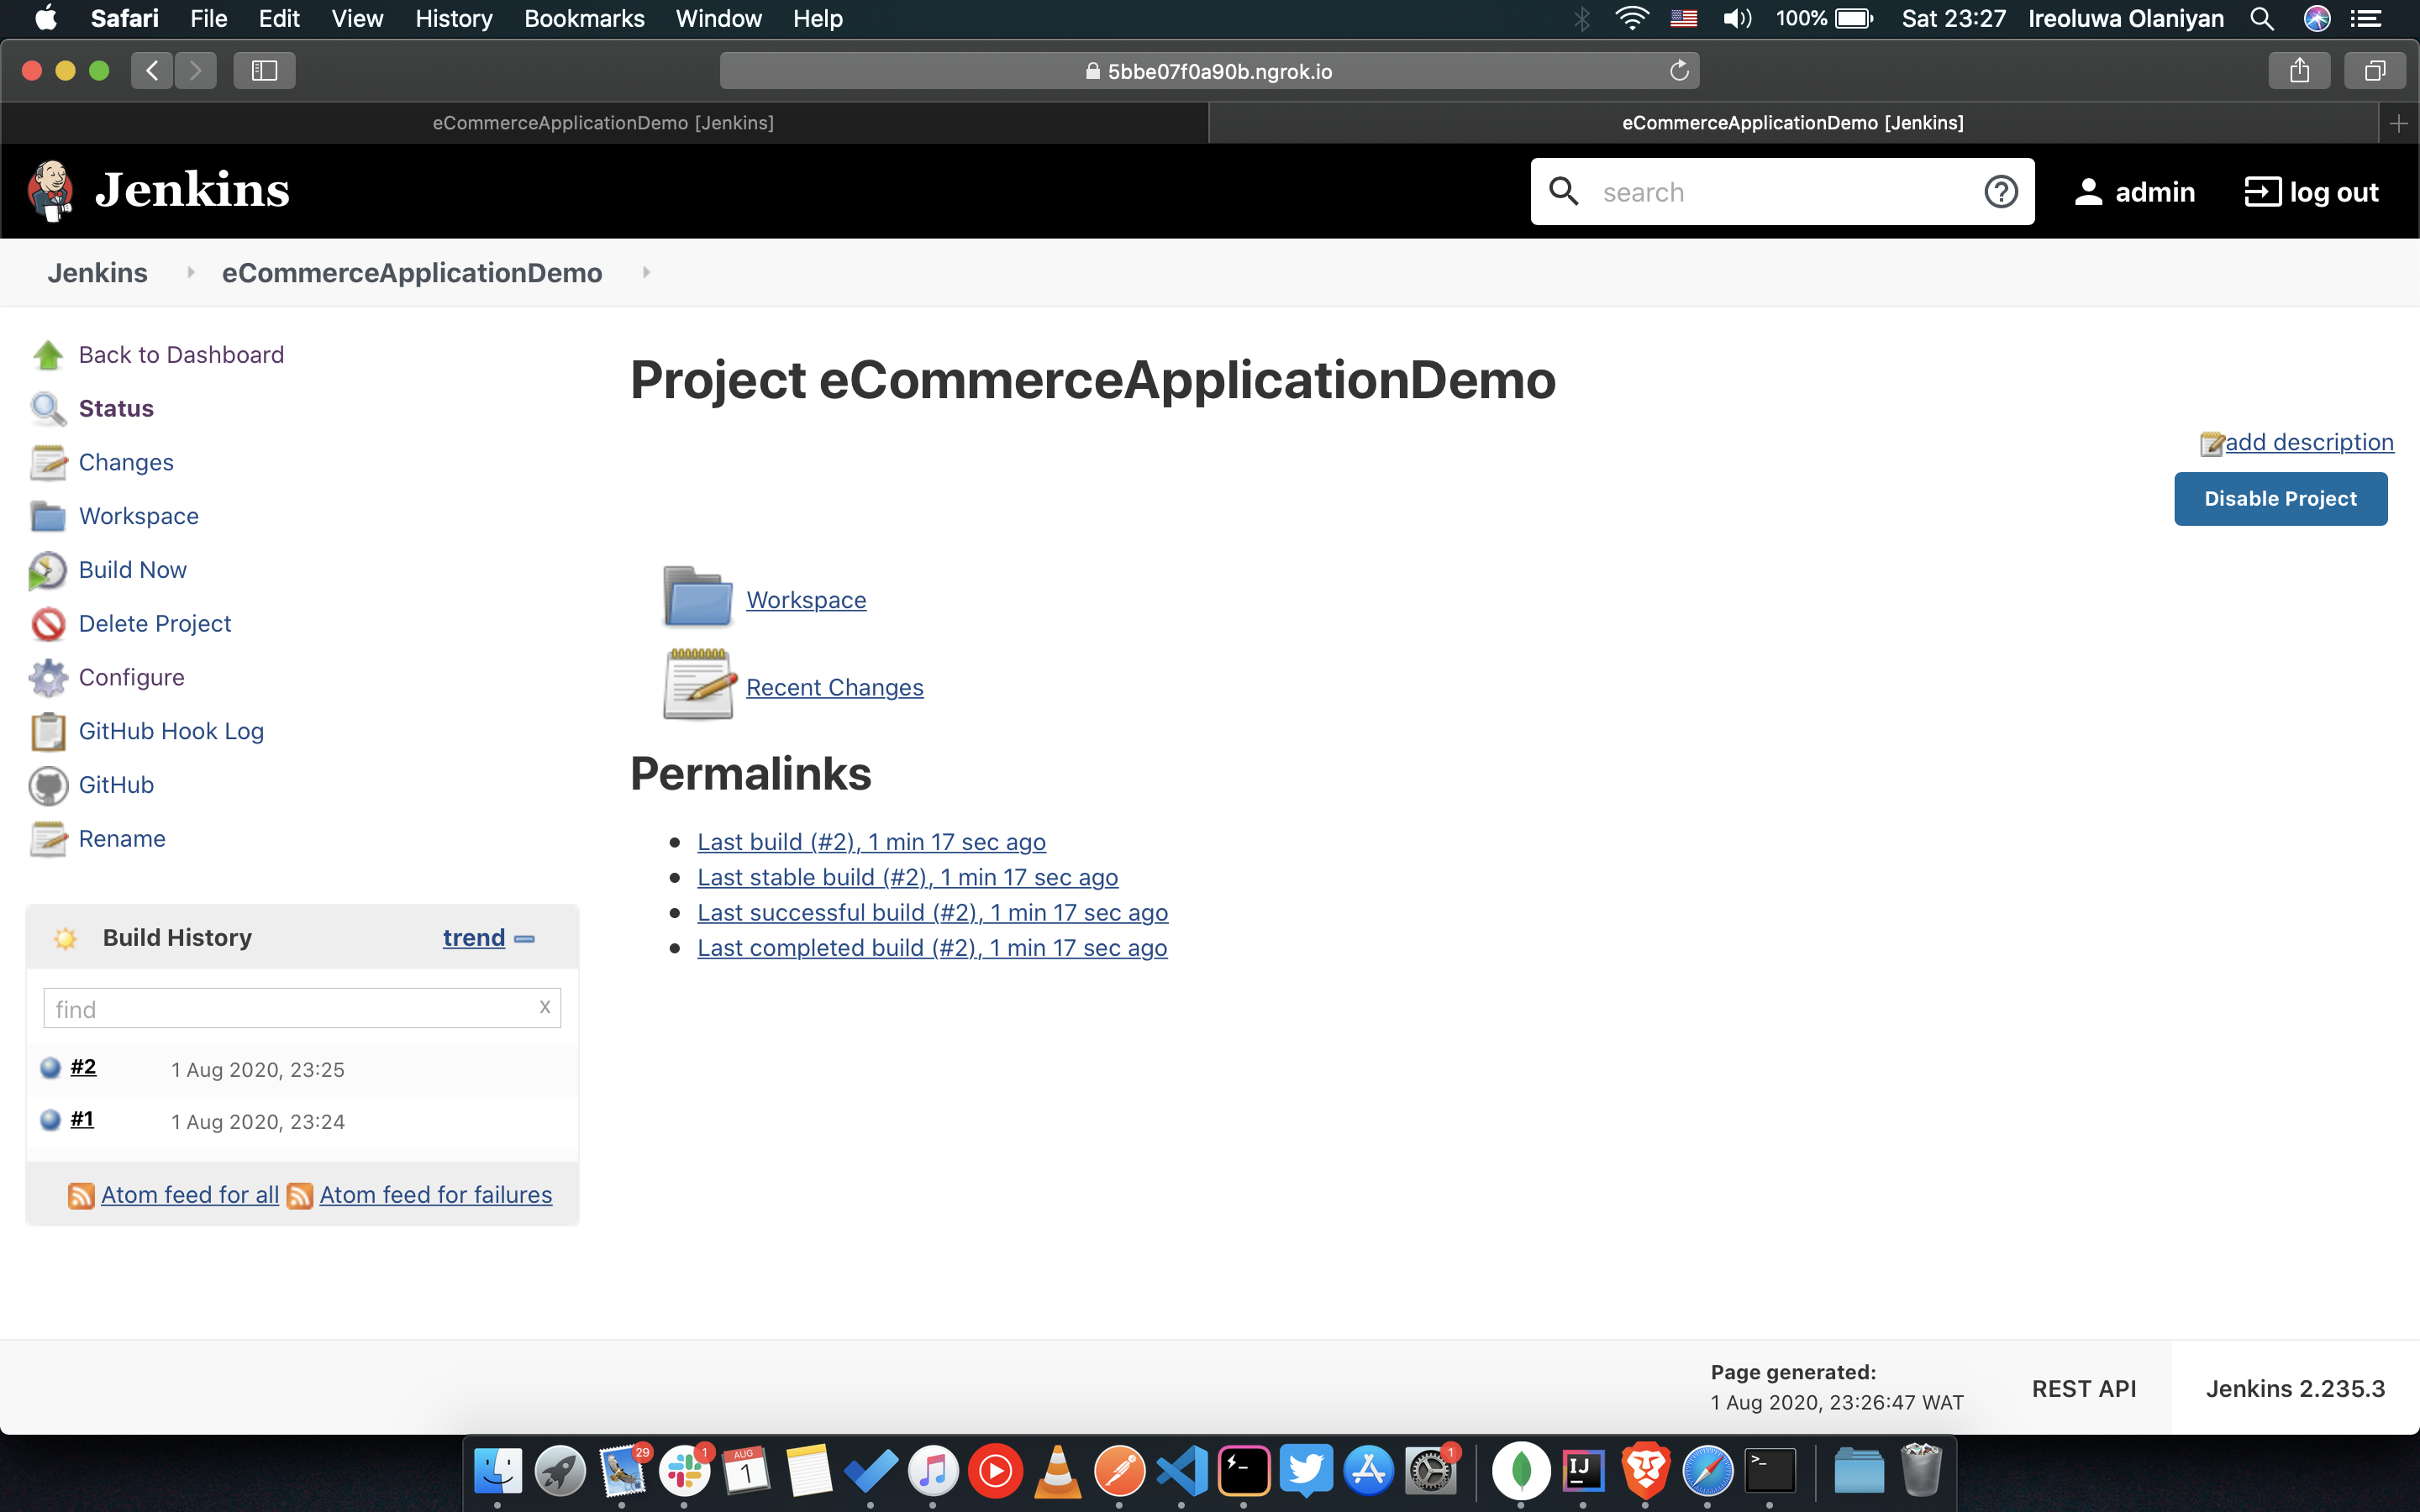 Safari File Edit View History Bookmarks Window Help 100% Sat 23:27 Ireoluwa Olaniyan
5bbe07f0a90b.ngrok.io
eCommerceApplicationDemo [Jenkins] eCommerceApplicationDemo [Jenkins]
Jenkins search admin log out
Jenkins eCommerceApplicationDemo
Back to Dashboard
Status
Changes
Workspace
Build Now
Delete Project
Configure
GitHub Hook Log
GitHub
Rename
Build History trend
find X
#2 1 Aug 2020, 23:25
#1 1 Aug 2020, 23:24
Atom feed for all Atom feed for failures
Project eCommerceApplicationDemo
add description
Disable Project
Workspace
Recent Changes
Permalinks
Last build (#2), 1 min 17 sec ago
Last stable build (#2), 1 min 17 sec ago
Last successful build (#2), 1 min 17 sec ago
Last completed build (#2), 1 min 17 sec ago
Page generated:
1 Aug 2020, 23:26:47 WAT
REST API Jenkins 2.235.3
29 1 AUG 1 1 IJ